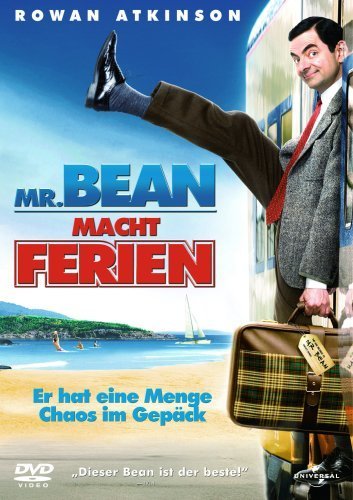 ROWAN ATKINSON
MR. BEAN
MACHT
FERIEN
Er hat eine Menge
Chaos im Gepäck
DVD
VIDEO
„Dieser Bean ist der beste!“
UNIVERSAL